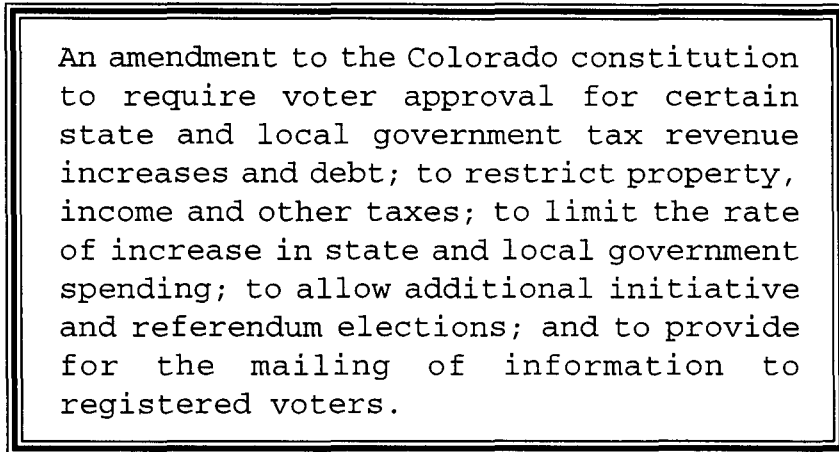 An amendment to the Colorado constitution
to require voter approval for certain
state and local government tax revenue
increases and debt; to restrict property,
income and other taxes; to limit the rate
of increase in state and local government
spending; to allow additional initiative
and referendum elections; and to provide
for the mailing of information to
registered voters.